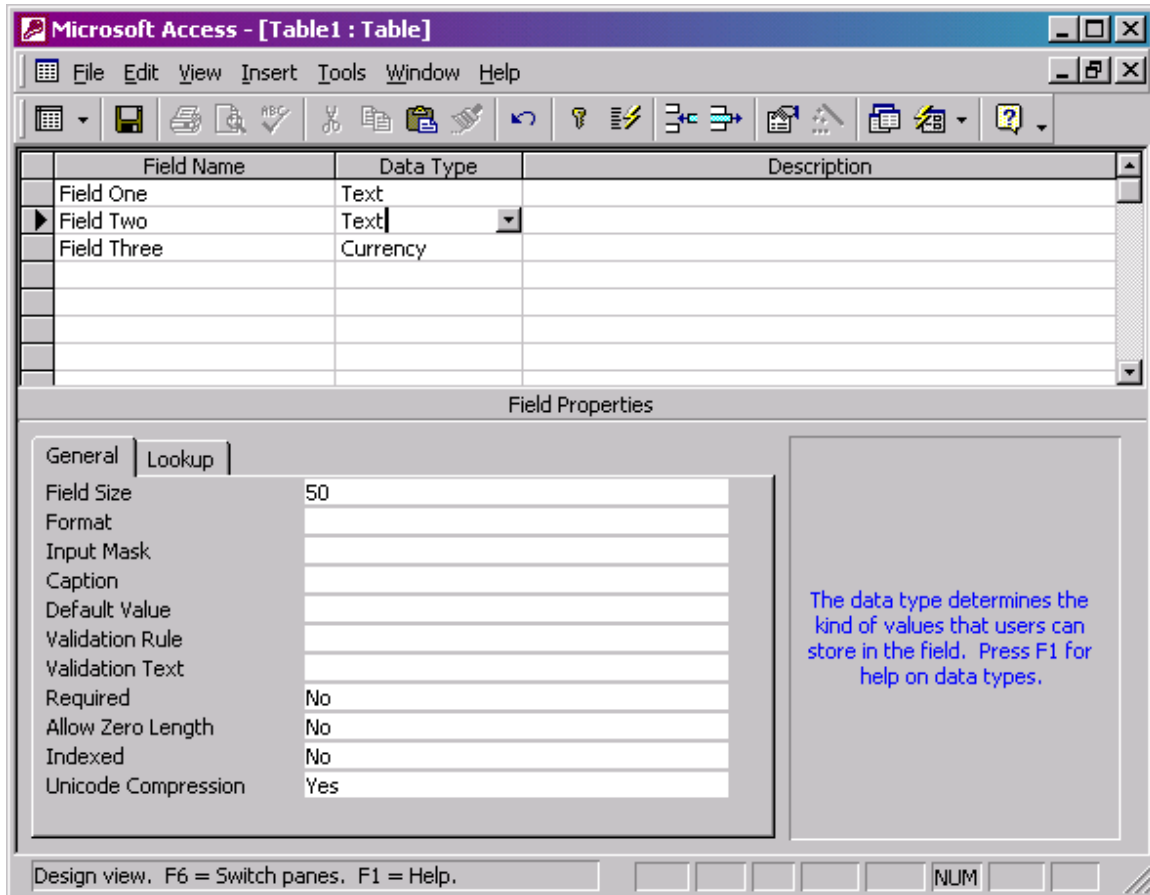 Microsoft Access - [Table1 : Table]
File Edit View Insert Tools Window Help
ABC
Field Name Data Type Description
Field One Text
Field Two Text
Field Three Currency
Field Properties
General Lookup
Field Size 50
Format
Input Mask
Caption
Default Value
Validation Rule
Validation Text
Required No
Allow Zero Length No
Indexed No
Unicode Compression Yes
The data type determines the
kind of values that users can
store in the field. Press F1 for
help on data types.
Design view. F6 = Switch panes. F1 = Help. NUM